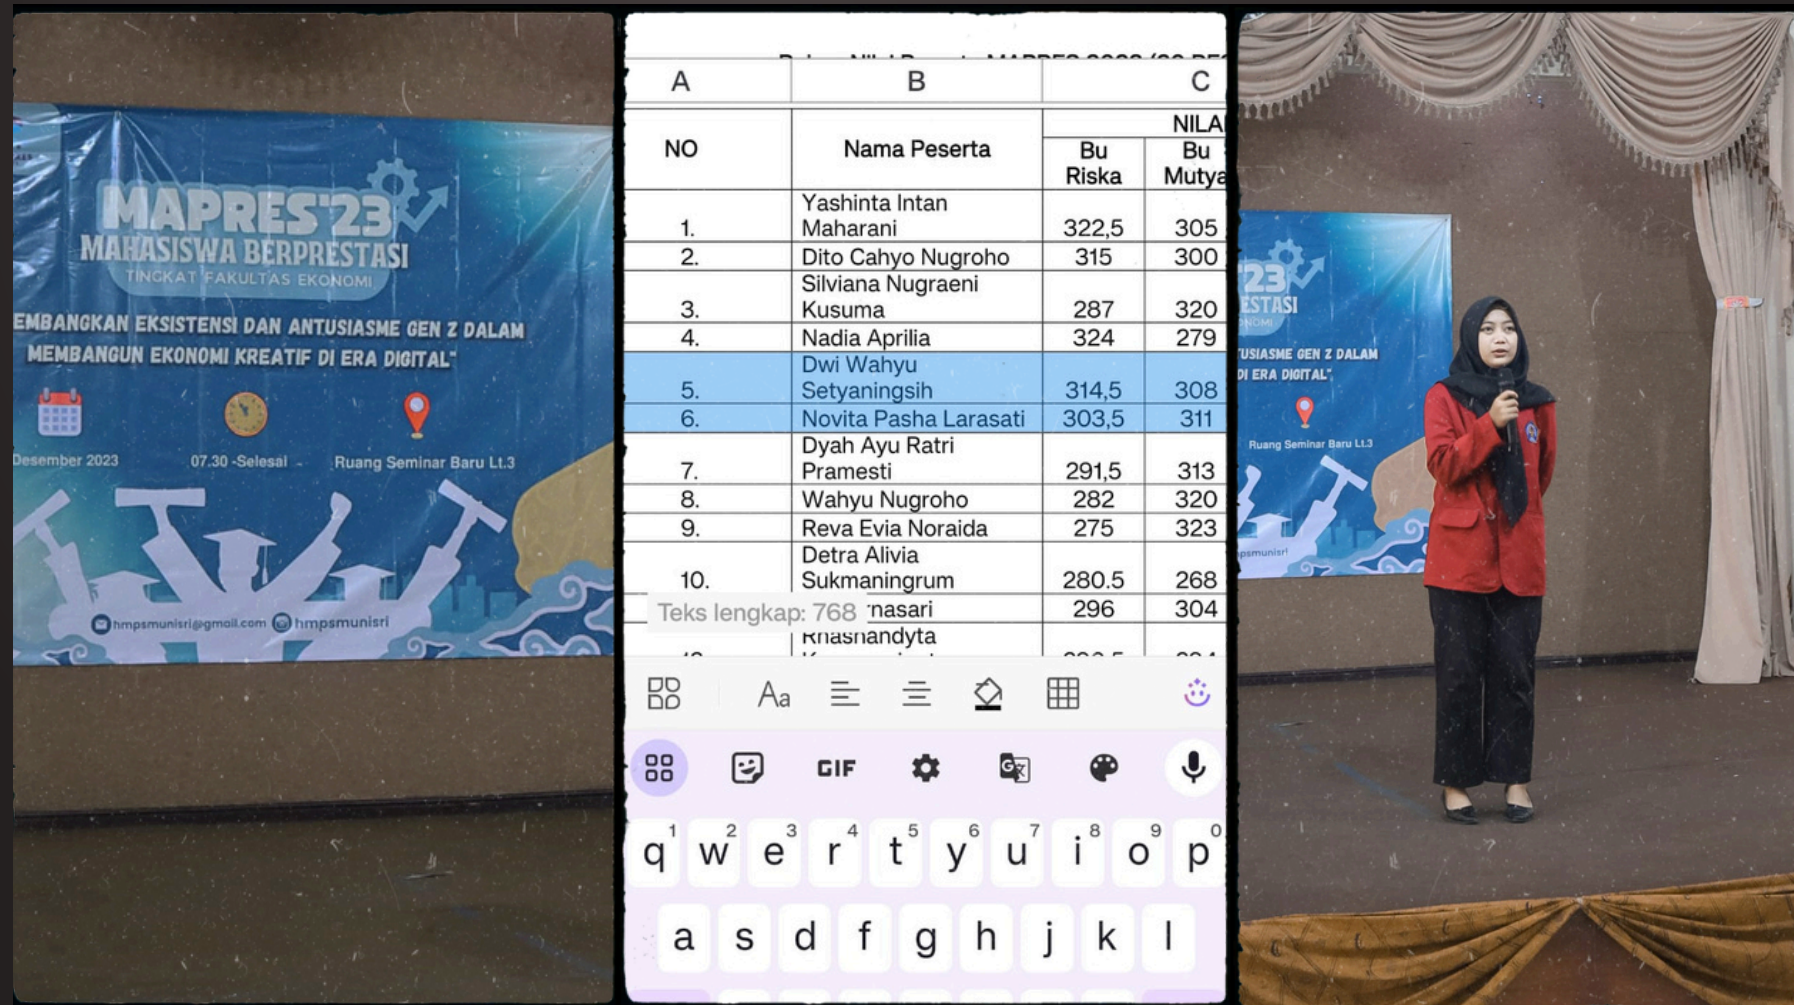 MAPRES'23
MAHASISWA BERPRESTASI
TINGKAT FAKULTAS EKONOMI
EMBANGKAN EKSISTENSI DAN ANTUSIASME GEN Z DALAM
MEMBANGUN EKONOMI KREATIF DI ERA DIGITAL"
Desember 2023
07.30 -Selesai
Ruang Seminar Baru Lt.3
hmpsmunisri@gmail.com hmpsmunisri
A B C
NO Nama Peserta NILA
Bu Riska Bu Mutya
1. Yashinta Intan Maharani 322,5 305
2. Dito Cahyo Nugroho 315 300
3. Silviana Nugraeni Kusuma 287 320
4. Nadia Aprilia 324 279
5. Dwi Wahyu Setyaningsih 314,5 308
6. Novita Pasha Larasati 303,5 311
7. Dyah Ayu Ratri Pramesti 291,5 313
8. Wahyu Nugroho 282 320
9. Reva Evia Noraida 275 323
10. Detra Alivia Sukmaningrum 280.5 268
rnasari 296 304
Teks lengkap: 768
Rhashandyta
Aa
GIF
1 2 3 4 5 6 7 8 9 0
q w e r t y u i o p
a s d f g h j k l
'23
ESTASI
ONOMI
TUSIASME GEN Z DALAM
DI ERA DIGITAL"
Ruang Seminar Baru Lt.3
mpsmunisri